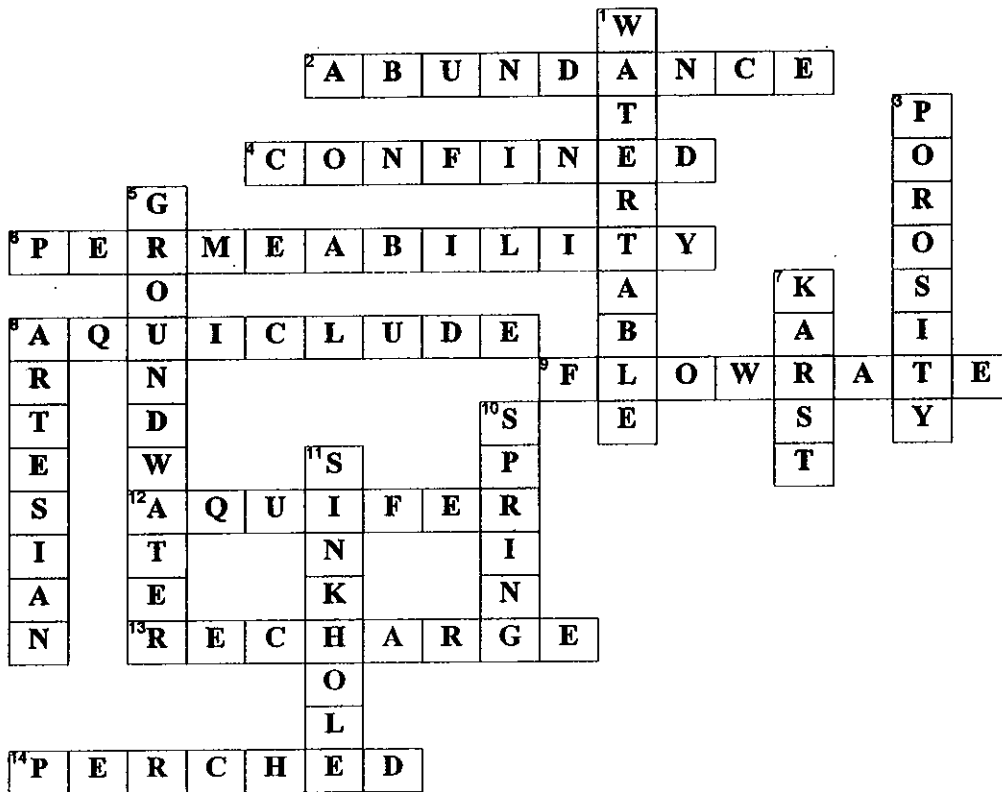 1 W
2 A B U N D A N C E
T 3 P
4 C O N F I N E D O
5 G R R
6 P E R M E A B I L I T Y O
O A 7 K S
8 A Q U I C L U D E B A I
R N 9 F L O W R A T E
T D 10 S E S Y
E W 11 S P T
S 12 A Q U I F E R
I T N I
A E K N
N 13 R E C H A R G E
O
L
14 P E R C H E D